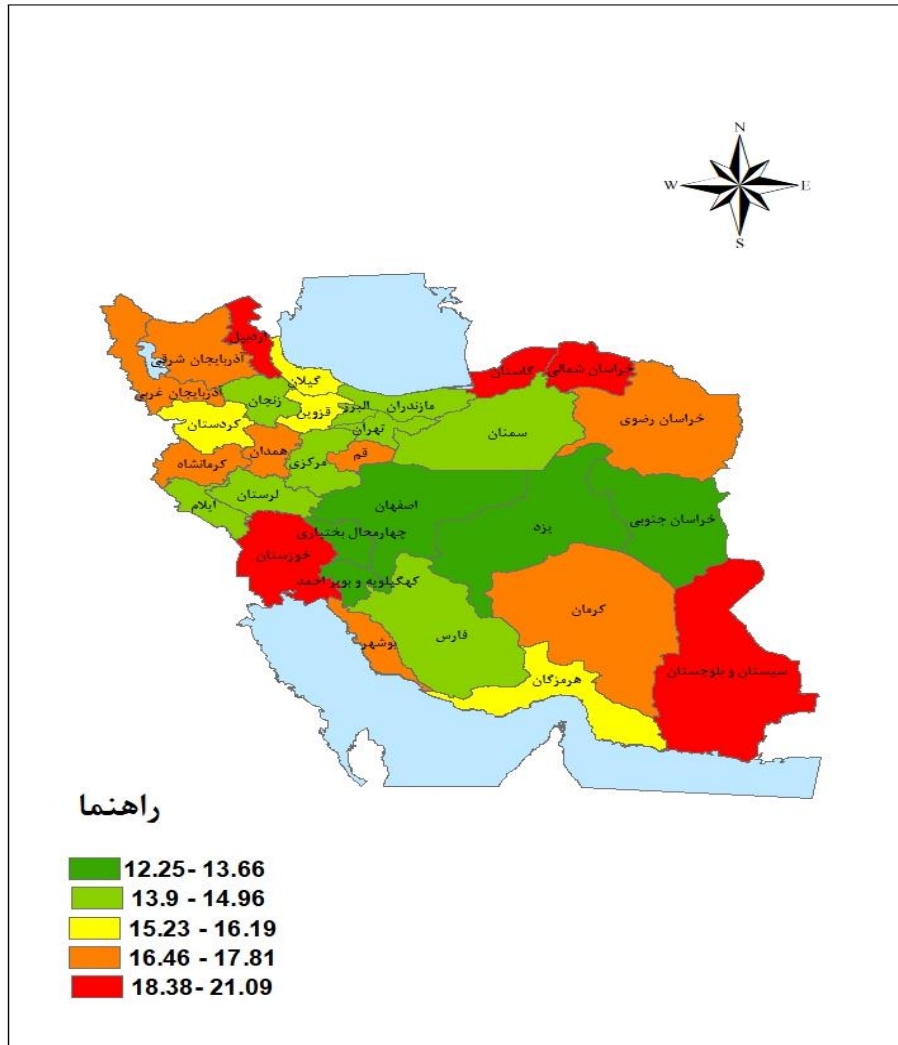 N
W E
S
اردبیل
آذربایجان شرقی
گیلان
گلستان
خراسان شمالی
آذربایجان غربی
زنجان
قزوین
البرز
مازندران
خراسان رضوی
کردستان
تهران
سمنان
همدان
قم
کرمانشاه
مرکزی
ایلام
لرستان
اصفهان
خراسان جنوبی
یزد
چهارمحال بختیاری
خوزستان
کهگیلویه و بویر احمد
کرمان
فارس
بوشهر
سیستان و بلوچستان
هرمزگان
راهنما
12.25 - 13.66
13.9 - 14.96
15.23 - 16.19
16.46 - 17.81
18.38 - 21.09